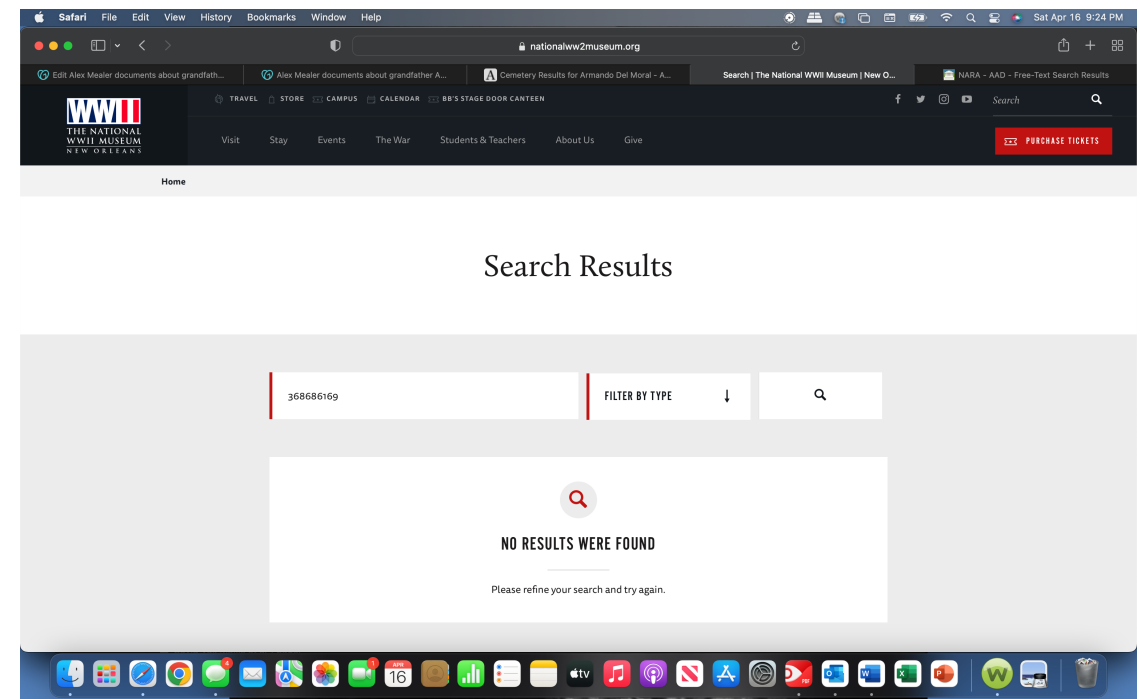 Safari File Edit View History Bookmarks Window Help Sat Apr 16 9:24 PM
nationalww2museum.org
Edit Alex Mealer documents about grandfath... Alex Mealer documents about grandfather A... A Cemetery Results for Armando Del Moral - A... Search | The National WWII Museum | New O... NARA - AAD - Free-Text Search Results
TRAVEL STORE CAMPUS CALENDAR BB'S STAGE DOOR CANTEEN Search
WWII
THE NATIONAL
WWII MUSEUM
NEW ORLEANS
Visit Stay Events The War Students & Teachers About Us Give PURCHASE TICKETS
Home
Search Results
368686169 FILTER BY TYPE
NO RESULTS WERE FOUND
Please refine your search and try again.
4 1 APR 16 tv